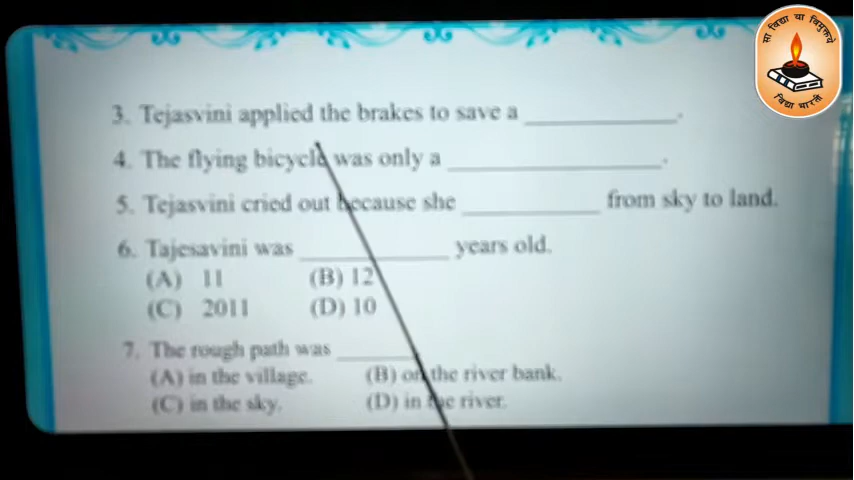 सा विद्या या विमुक्तये
3. Tejasvini applied the brakes to save a ____________.
4. The flying bicycle was only a ____________.
5. Tejasvini cried out because she ____________ from sky to land.
6. Tajesavini was ____________ years old.
(A) 11 (B) 12
(C) 2011 (D) 10
7. The rough path was ________
(A) in the village. (B) on the river bank.
(C) in the sky. (D) in the river.
विद्या भारती